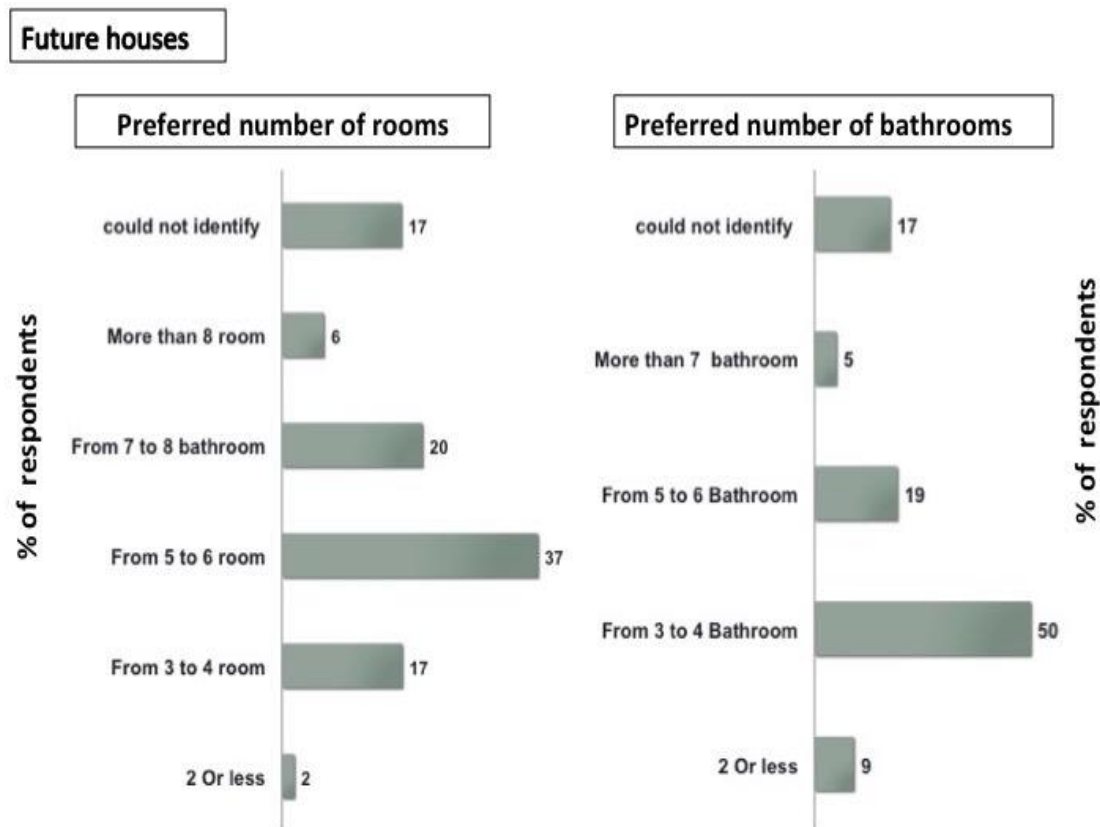 Future houses
Preferred number of rooms
% of respondents
could not identify 17
More than 8 room 6
From 7 to 8 bathroom 20
From 5 to 6 room 37
From 3 to 4 room 17
2 Or less 2
Preferred number of bathrooms
could not identify 17
More than 7 bathroom 5
From 5 to 6 Bathroom 19
From 3 to 4 Bathroom 50
2 Or less 9
% of respondents